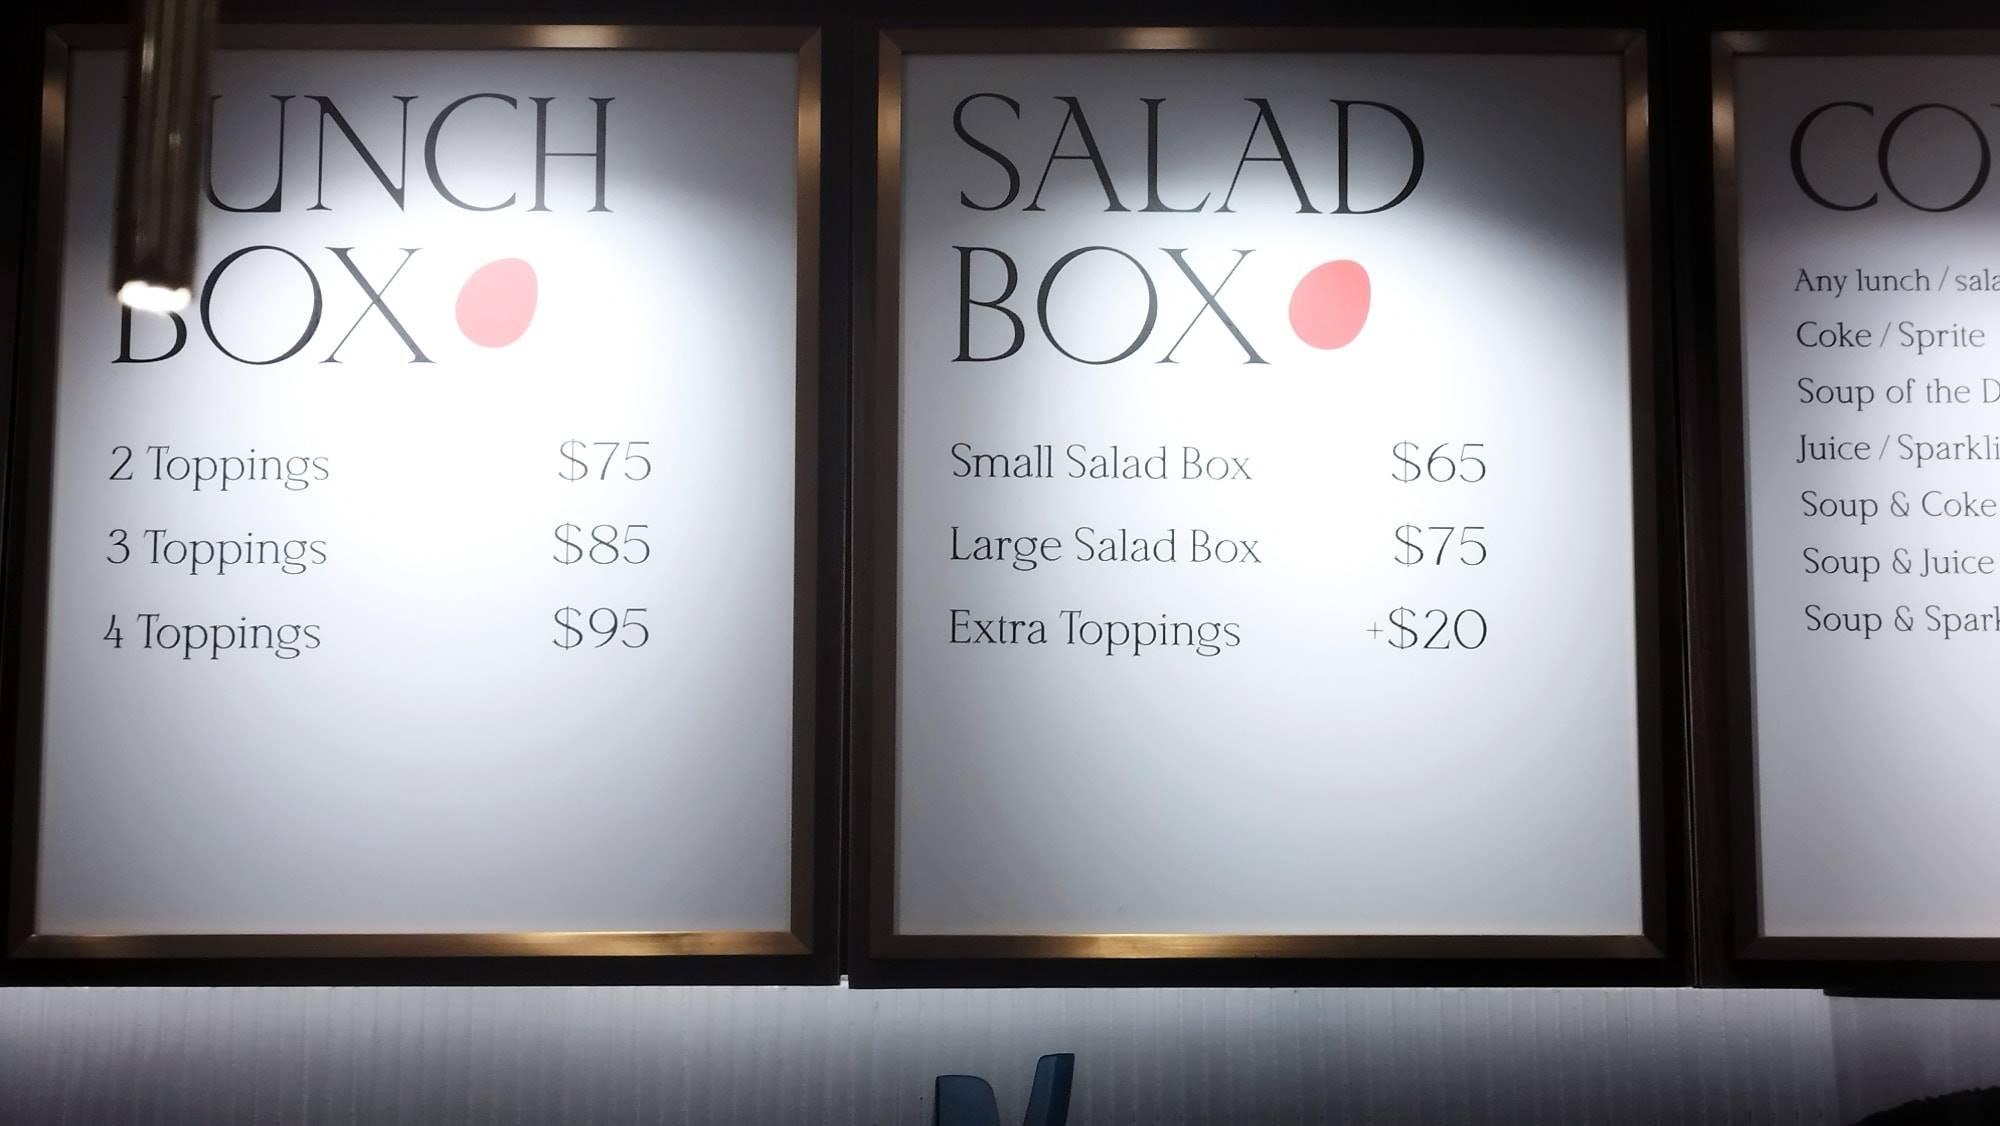 LUNCH
BOX
2 Toppings $75
3 Toppings $85
4 Toppings $95
SALAD
BOX
Small Salad Box $65
Large Salad Box $75
Extra Toppings +$20
Any lunch /
Coke / Sprite
Soup of the
Juice /
Soup & Coke
Soup & Juice
Soup &